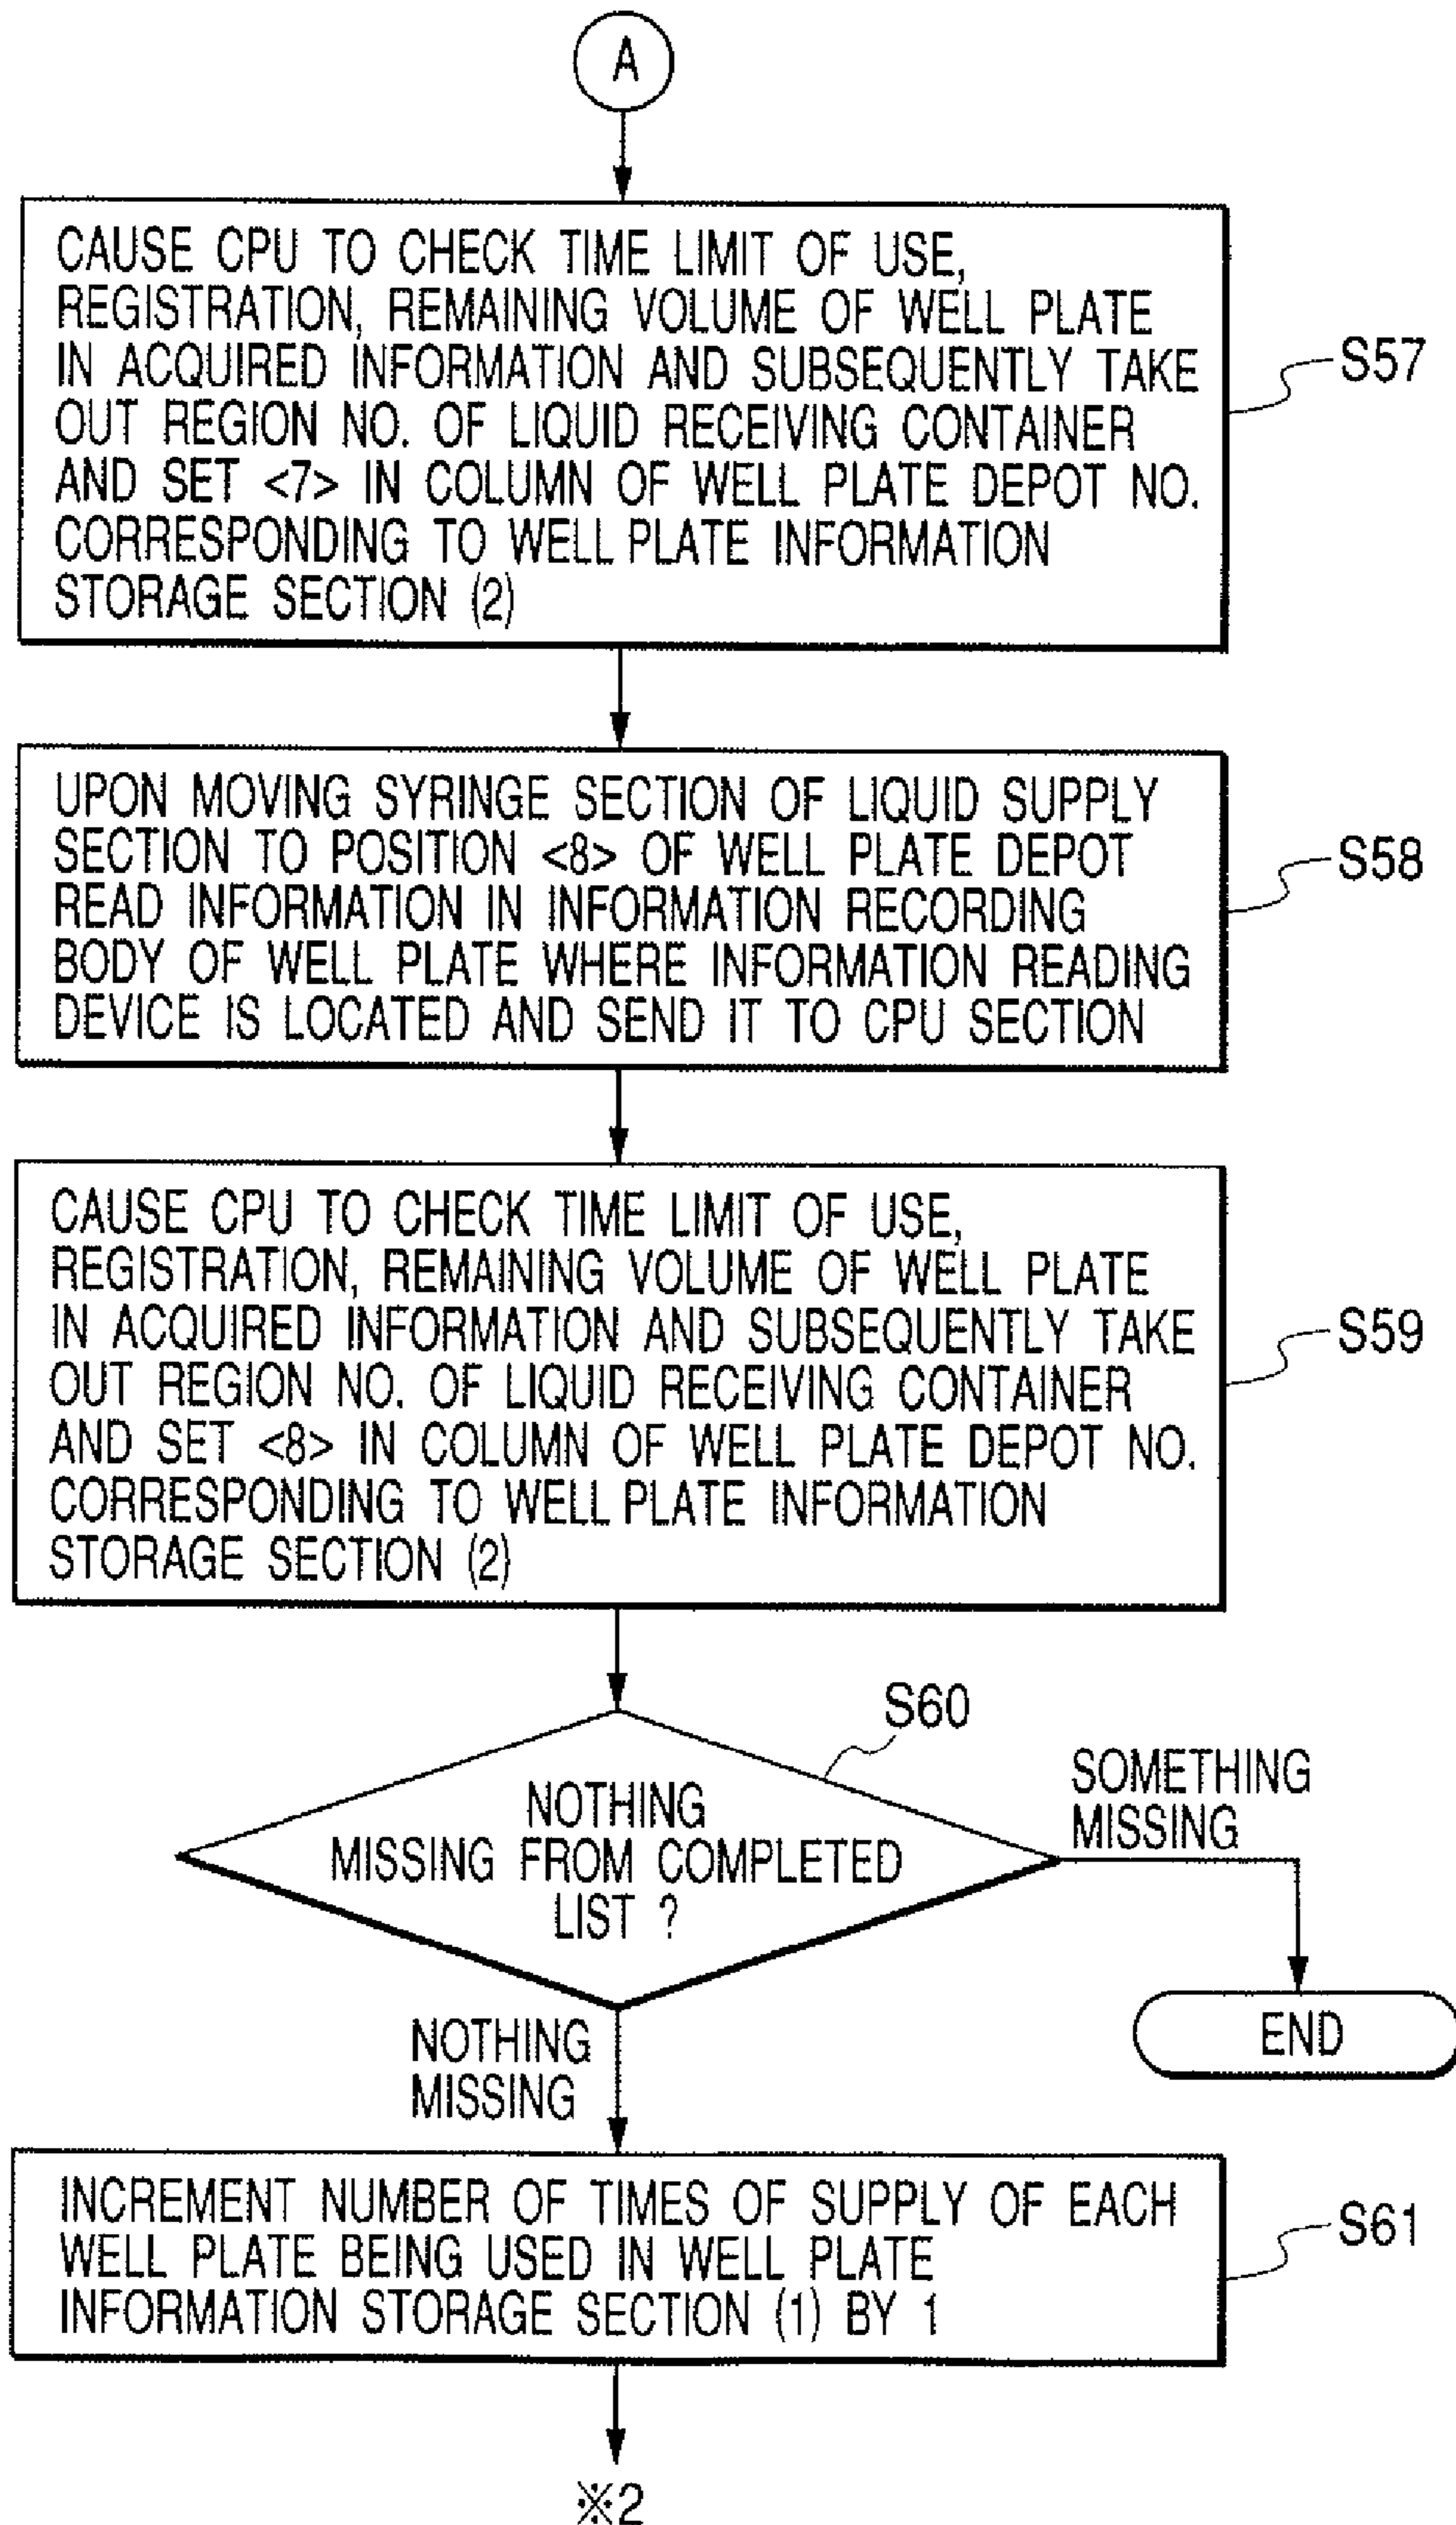 A
CAUSE CPU TO CHECK TIME LIMIT OF USE,
REGISTRATION, REMAINING VOLUME OF WELL PLATE
IN ACQUIRED INFORMATION AND SUBSEQUENTLY TAKE
OUT REGION NO. OF LIQUID RECEIVING CONTAINER
AND SET <7> IN COLUMN OF WELL PLATE DEPOT NO.
CORRESPONDING TO WELL PLATE INFORMATION
STORAGE SECTION (2)
S57
UPON MOVING SYRINGE SECTION OF LIQUID SUPPLY
SECTION TO POSITION <8> OF WELL PLATE DEPOT
READ INFORMATION IN INFORMATION RECORDING
BODY OF WELL PLATE WHERE INFORMATION READING
DEVICE IS LOCATED AND SEND IT TO CPU SECTION
S58
CAUSE CPU TO CHECK TIME LIMIT OF USE,
REGISTRATION, REMAINING VOLUME OF WELL PLATE
IN ACQUIRED INFORMATION AND SUBSEQUENTLY TAKE
OUT REGION NO. OF LIQUID RECEIVING CONTAINER
AND SET <8> IN COLUMN OF WELL PLATE DEPOT NO.
CORRESPONDING TO WELL PLATE INFORMATION
STORAGE SECTION (2)
S59
S60
NOTHING
MISSING FROM COMPLETED
LIST ?
SOMETHING
MISSING
END
NOTHING
MISSING
INCREMENT NUMBER OF TIMES OF SUPPLY OF EACH
WELL PLATE BEING USED IN WELL PLATE
INFORMATION STORAGE SECTION (1) BY 1
S61
※2